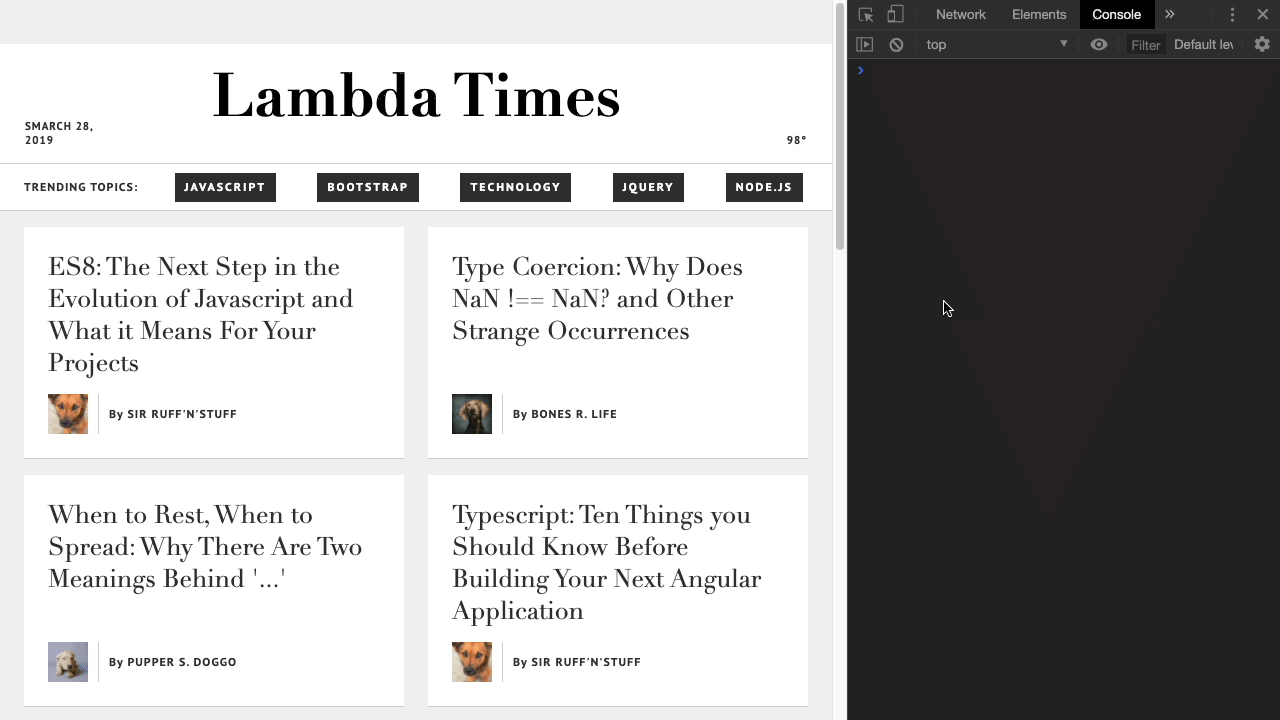 Network Elements Console »
top Filter Default lev
›
Lambda Times
SMARCH 28,
2019
98°
TRENDING TOPICS: JAVASCRIPT BOOTSTRAP TECHNOLOGY JQUERY NODE.JS
ES8: The Next Step in the
Evolution of Javascript and
What it Means For Your
Projects
By SIR RUFF'N'STUFF
Type Coercion: Why Does
NaN !== NaN? and Other
Strange Occurrences
By BONES R. LIFE
When to Rest, When to
Spread: Why There Are Two
Meanings Behind '...'
By PUPPER S. DOGGO
Typescript: Ten Things you
Should Know Before
Building Your Next Angular
Application
By SIR RUFF'N'STUFF